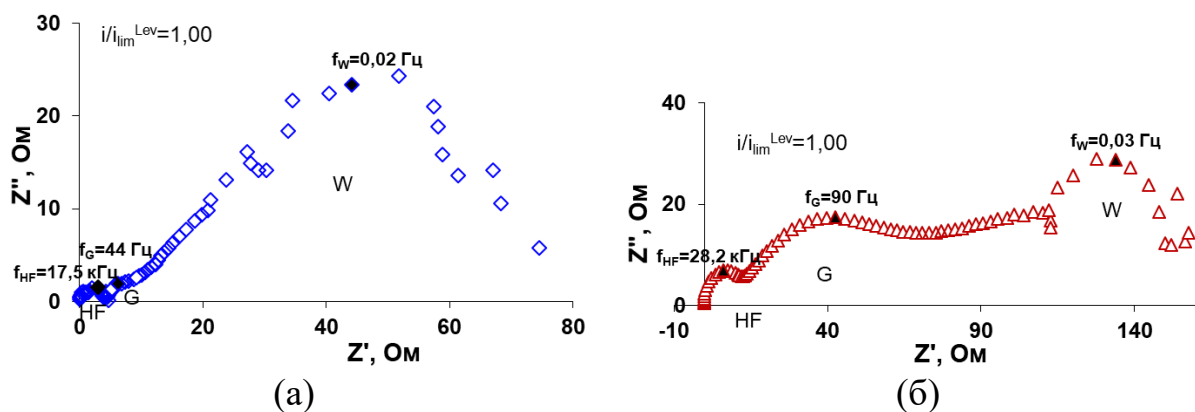 30
20
10
0
Z'', Ом
i/i_lim^Lev=1,00
f_W=0,02 Гц
W
f_G=44 Гц
f_HF=17,5 кГц
G
HF
0
20
40
60
80
Z', Ом
(а)
40
20
0
Z'', Ом
i/i_lim^Lev=1,00
f_W=0,03 Гц
f_G=90 Гц
W
f_HF=28,2 кГц
G
HF
-10
40
90
140
Z', Ом
(б)